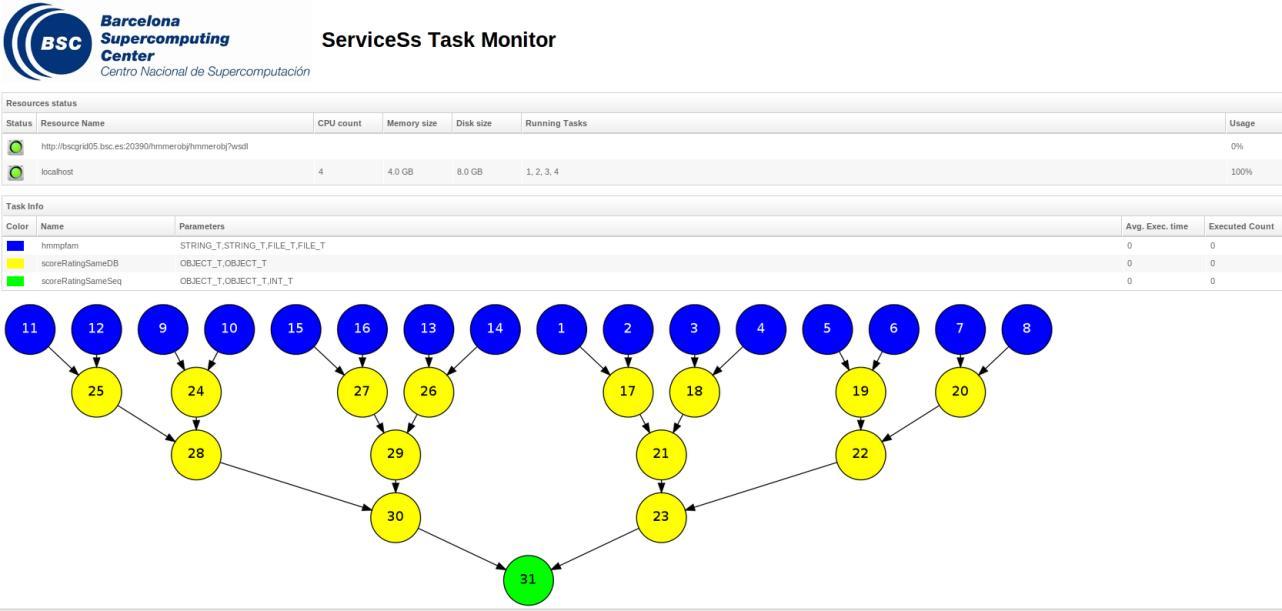 BSC
Barcelona
Supercomputing
Center
Centro Nacional de Supercomputación
ServiceSs Task Monitor
Resources status
Status Resource Name CPU count Memory size Disk size Running Tasks Usage
http://bscgrid05.bsc.es:20390/hmmerobj/hmmerobj?wsdl 0%
localhost 4 4.0 GB 8.0 GB 1, 2, 3, 4 100%
Task Info
Color Name Parameters Avg. Exec. time Executed Count
hmmpfam STRING_T,STRING_T,FILE_T,FILE_T 0 0
scoreRatingSameDB OBJECT_T,OBJECT_T 0 0
scoreRatingSameSeq OBJECT_T,OBJECT_T,INT_T 0 0
11 12 9 10 15 16 13 14 1 2 3 4 5 6 7 8
25 24 27 26 17 18 19 20
28 29 21 22
30 23
31